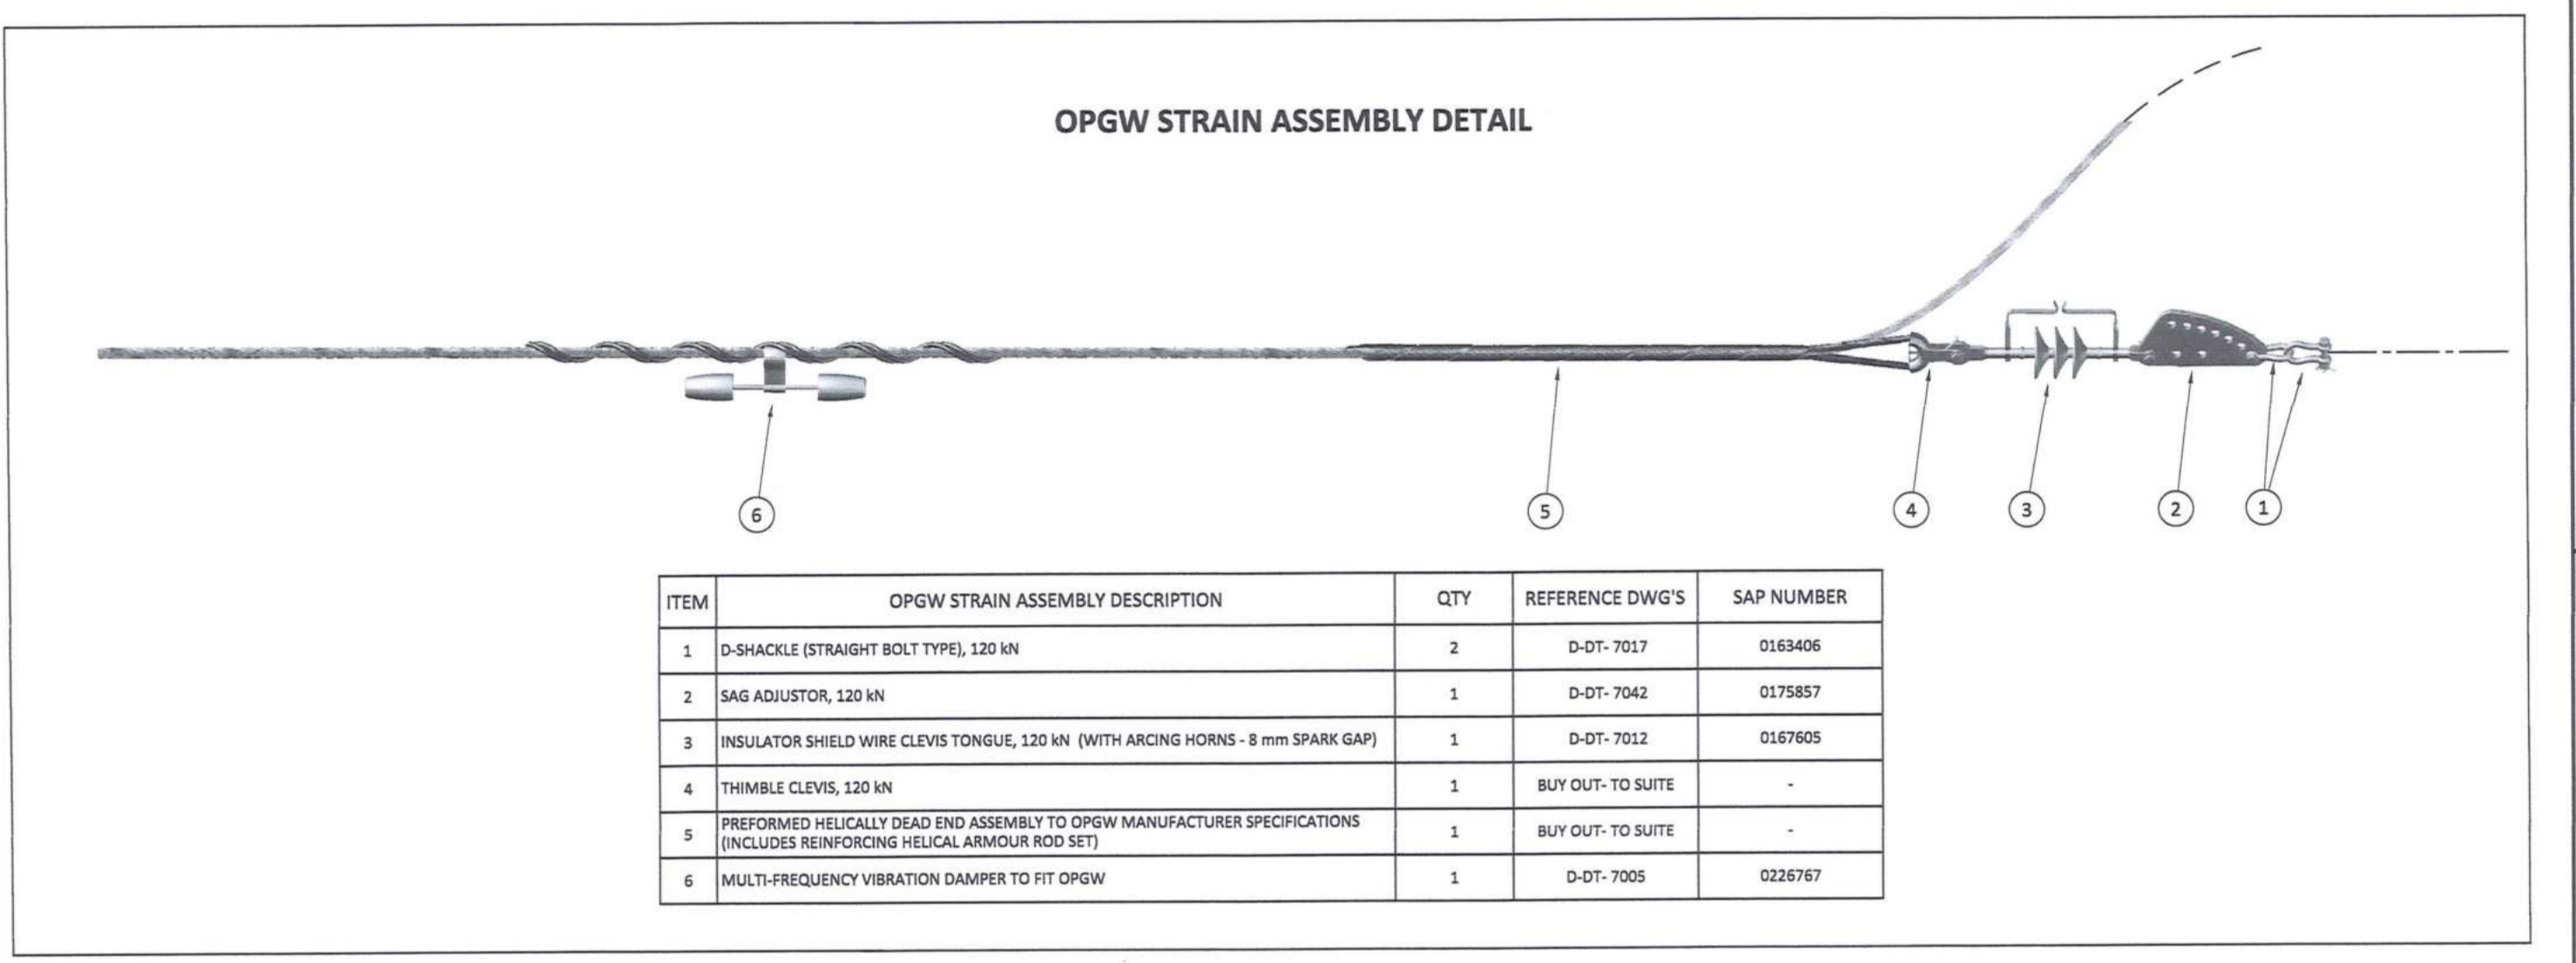 OPGW STRAIN ASSEMBLY DETAIL
6 5 4 3 2 1
ITEM OPGW STRAIN ASSEMBLY DESCRIPTION QTY REFERENCE DWG'S SAP NUMBER
1 D-SHACKLE (STRAIGHT BOLT TYPE), 120 kN 2 D-DT- 7017 0163406
2 SAG ADJUSTOR, 120 kN 1 D-DT- 7042 0175857
3 INSULATOR SHIELD WIRE CLEVIS TONGUE, 120 kN (WITH ARCING HORNS - 8 mm SPARK GAP) 1 D-DT- 7012 0167605
4 THIMBLE CLEVIS, 120 kN 1 BUY OUT- TO SUITE -
5 PREFORMED HELICALLY DEAD END ASSEMBLY TO OPGW MANUFACTURER SPECIFICATIONS
(INCLUDES REINFORCING HELICAL ARMOUR ROD SET) 1 BUY OUT- TO SUITE -
6 MULTI-FREQUENCY VIBRATION DAMPER TO FIT OPGW 1 D-DT- 7005 0226767